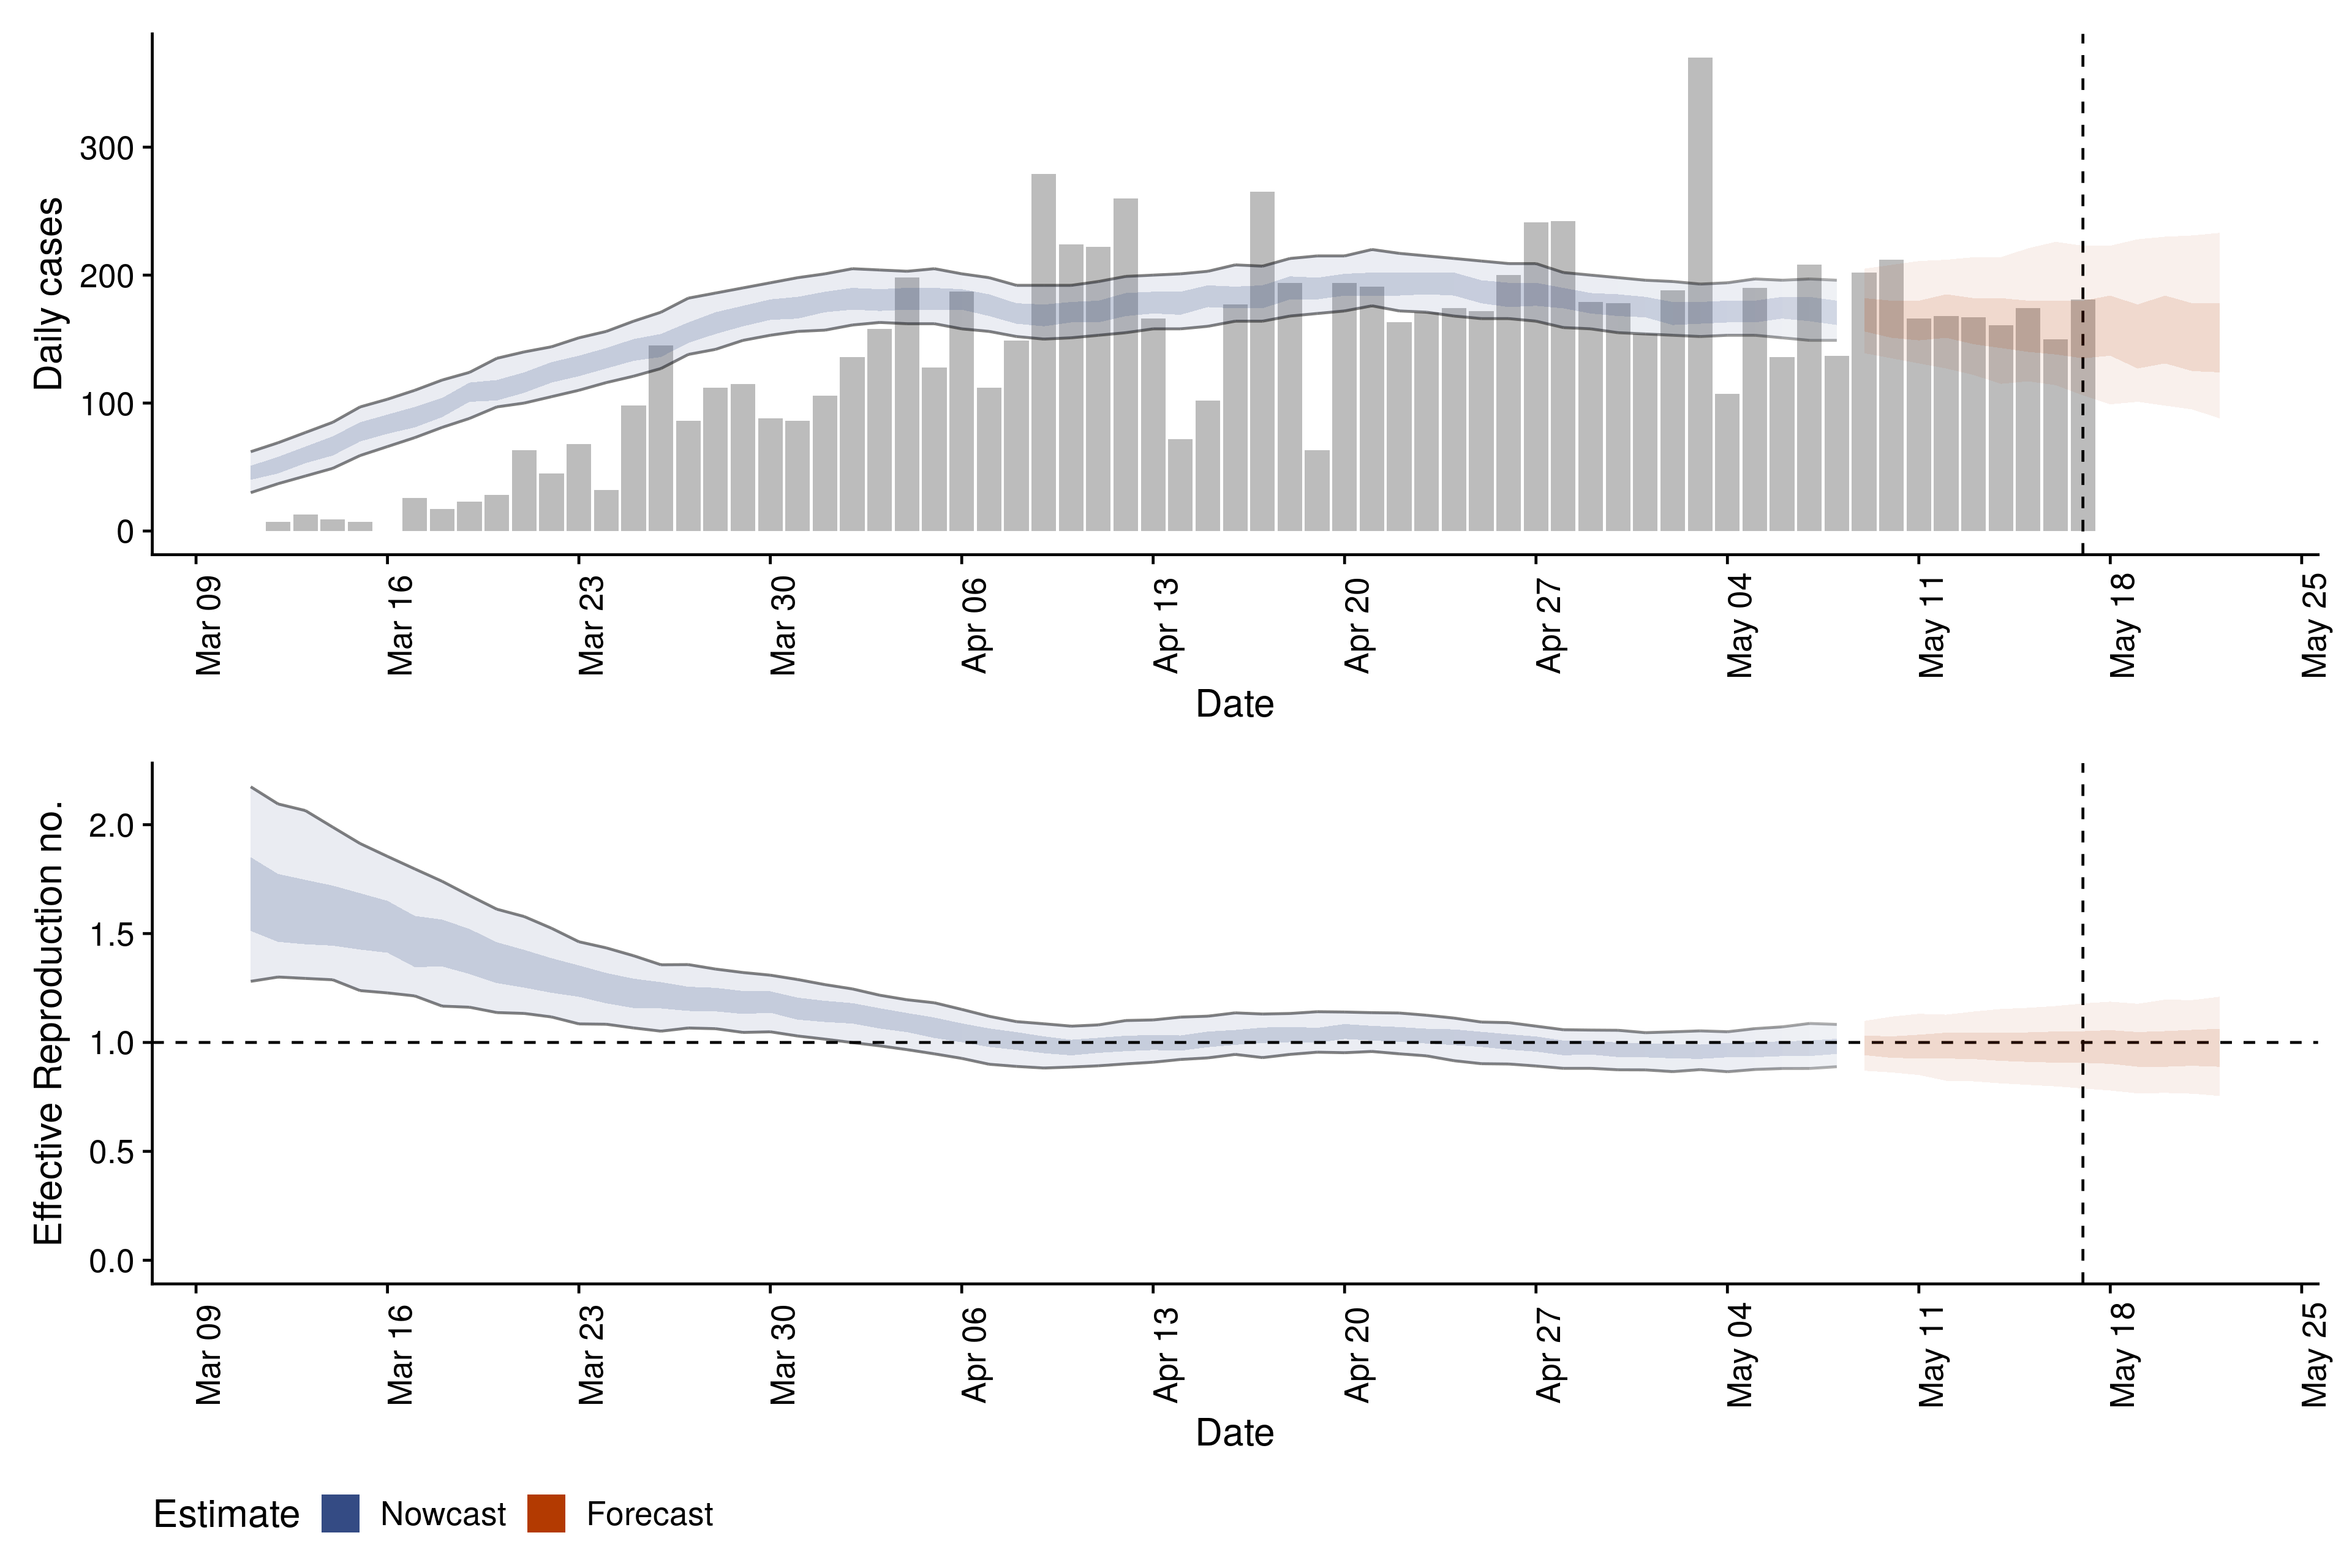 Daily cases
300
200
100
0
Mar 09
Mar 16
Mar 23
Mar 30
Apr 06
Apr 13
Apr 20
Apr 27
May 04
May 11
May 18
May 25
Date
Effective Reproduction no.
2.0
1.5
1.0
0.5
0.0
Mar 09
Mar 16
Mar 23
Mar 30
Apr 06
Apr 13
Apr 20
Apr 27
May 04
May 11
May 18
May 25
Date
Estimate Nowcast Forecast